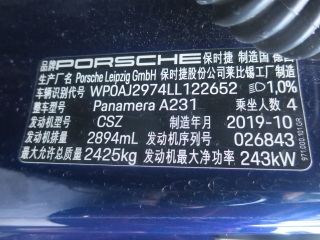 品牌 PORSCHE 保时捷 制造国 德国
生产厂名 Porsche Leipzig GmbH 保时捷股份公司莱比锡工厂制造
车辆识别代号 WP0AJ2974LL122652 1,0%
整车型号 Panamera A231 乘坐人数 4
发动机型号 CSZ 制造年月 2019-10
发动机排量 2894mL 发动机序列号 026843
最大允许总质量 2425kg 发动机最大净功率 243kW